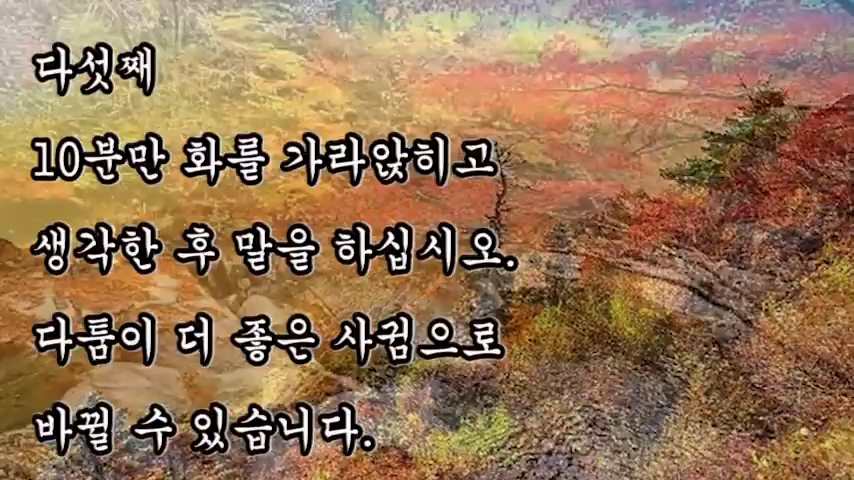 다섯째
10분만 화를 가라앉히고
생각한 후 말을 하십시오.
다툼이 더 좋은 사귐으로
바뀔 수 있습니다.